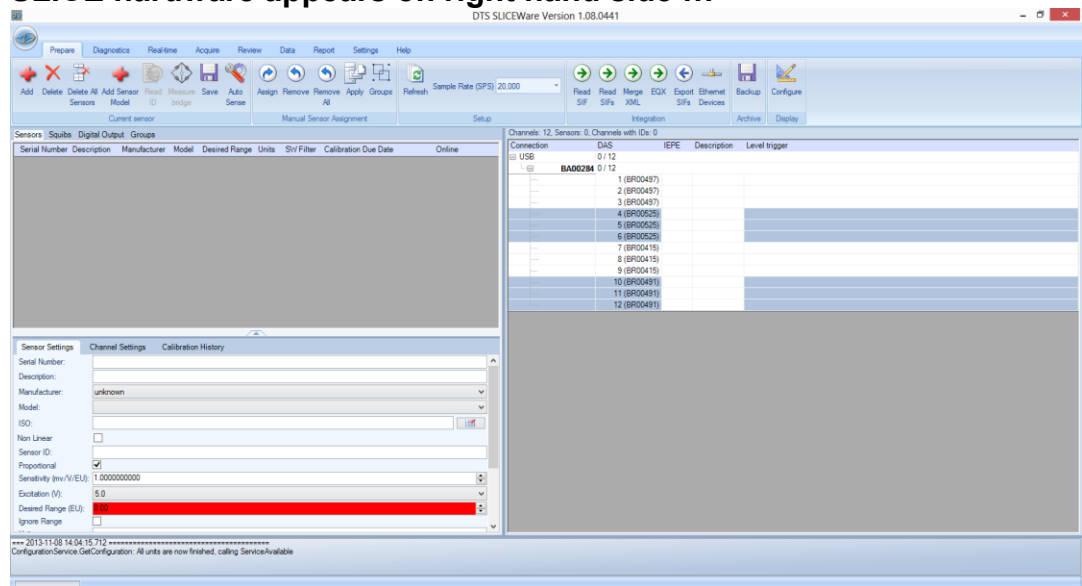 DTS SLICEWare Version 1.08.0441
Prepare Diagnostics Real-time Acquire Review Data Report Settings Help
Add Delete Delete All Sensors Add Sensor Model Read ID Measure bridge Save Auto Sense Assign Remove Remove All Apply Groups Refresh Sample Rate (SPS) 20,000 Read SIF Read SIFs Merge XML EQX Export SIFs Ethernet Devices Backup Configure
Current sensor Manual Sensor Assignment Setup Integration Archive Display
Sensors Squibs Digital Output Groups
Serial Number Description Manufacturer Model Desired Range Units SW Filter Calibration Due Date Online
Channels: 12, Sensors: 0, Channels with IDs: 0
Connection DAS IEPE Description Level trigger
USB 0 / 12
BA00284 0 / 12
1 (BR00497)
2 (BR00497)
3 (BR00497)
4 (BR00525)
5 (BR00525)
6 (BR00525)
7 (BR00415)
8 (BR00415)
9 (BR00415)
10 (BR00491)
11 (BR00491)
12 (BR00491)
Sensor Settings Channel Settings Calibration History
Serial Number:
Description:
Manufacturer: unknown
Model:
ISO:
Non Linear
Sensor ID:
Proportional
Sensitivity (mv/V/EU): 1.0000000000
Excitation (V): 5.0
Desired Range (EU): 0.00
Ignore Range
=== 2013-11-08 14:04:15.712 ========================================
ConfigurationService.GetConfiguration: All units are now finished, calling ServiceAvailable